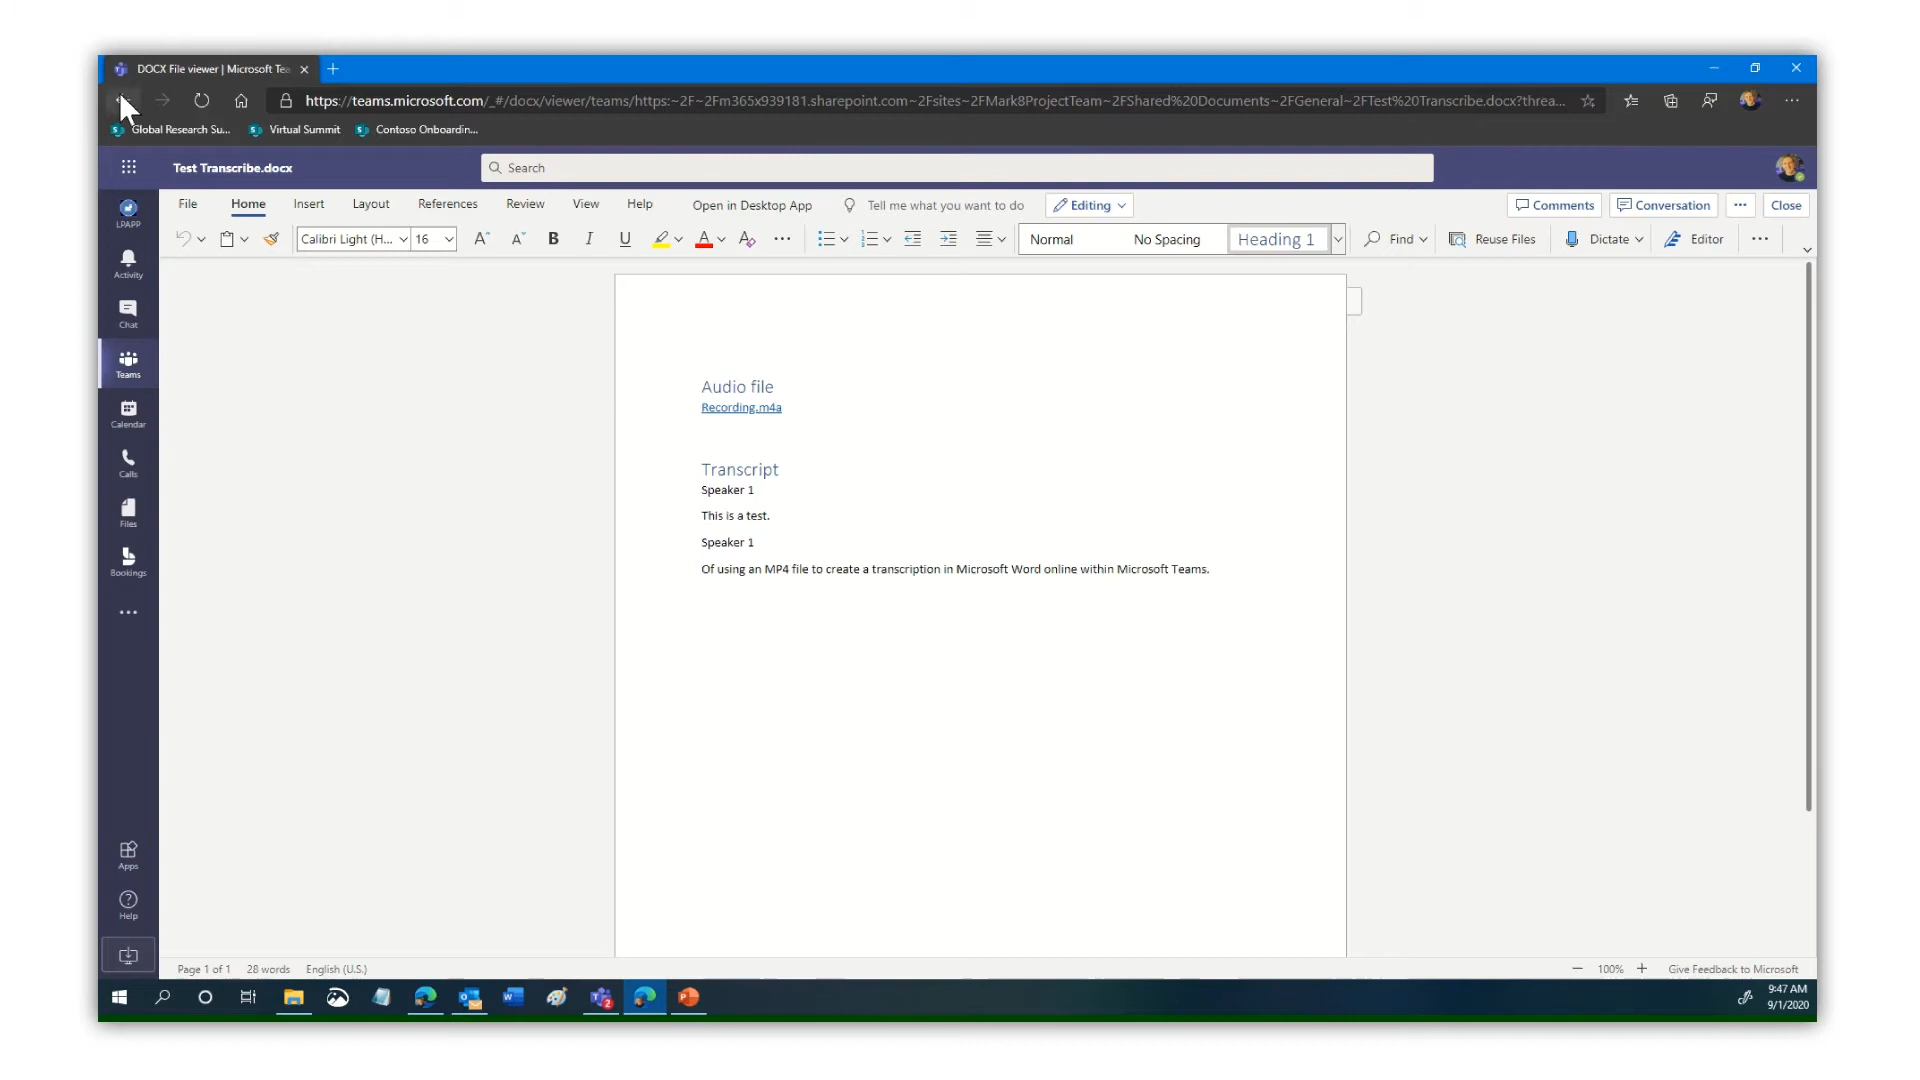 DOCX File viewer | Microsoft Tea
https://teams.microsoft.com/_#/docx/viewer/teams/https:~2F~2Fm365x939181.sharepoint.com~2Fsites~2FMark8ProjectTeam~2FShared%20Documents~2FGeneral~2FTest%20Transcribe.docx?threa...
Global Research Su... Virtual Summit Contoso Onboardin...
Test Transcribe.docx Search
LPAPP
Activity
Chat
Teams
Calendar
Calls
Files
Bookings
Apps
Help
File Home Insert Layout References Review View Help Open in Desktop App Tell me what you want to do Editing Comments Conversation ... Close
Calibri Light (H... 16 A A B I U A A ... Normal No Spacing Heading 1 Find Reuse Files Dictate Editor ...
Audio file
Recording.m4a
Transcript
Speaker 1
This is a test.
Speaker 1
Of using an MP4 file to create a transcription in Microsoft Word online within Microsoft Teams.
Page 1 of 1 28 words English (U.S.) 100% Give Feedback to Microsoft
9:47 AM
9/1/2020